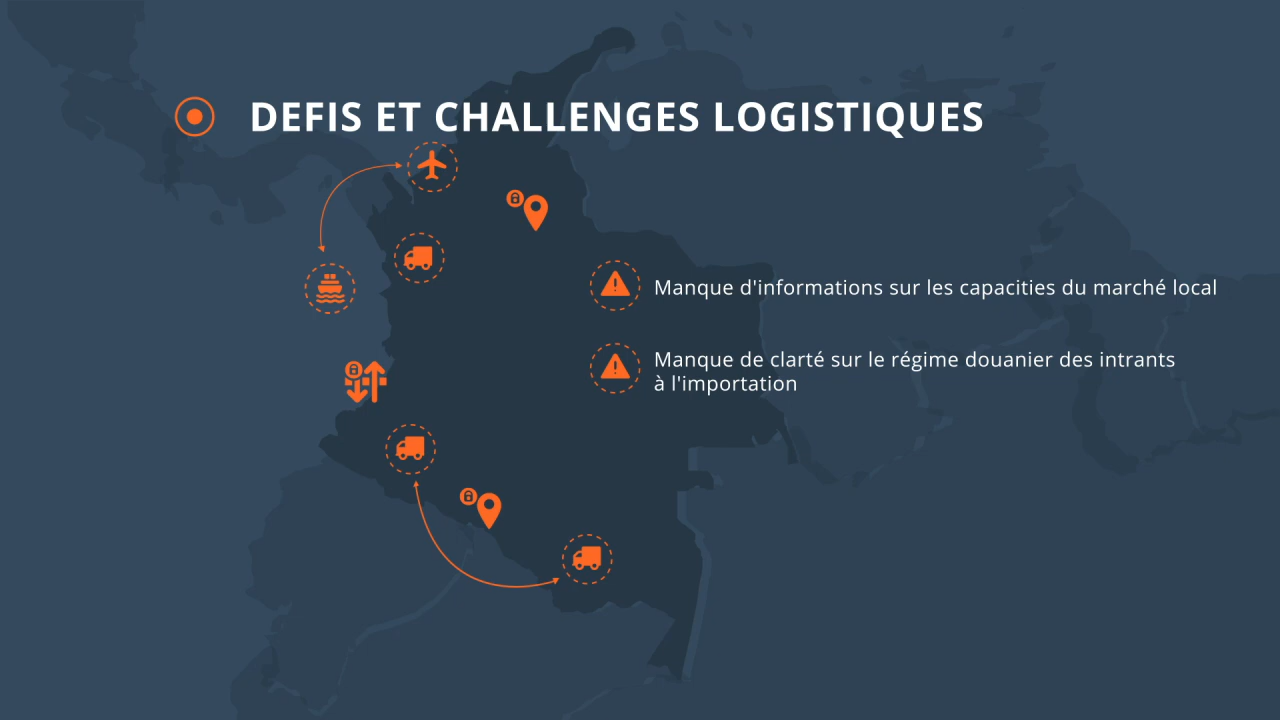 DEFIS ET CHALLENGES LOGISTIQUES
Manque d'informations sur les capacities du marché local
Manque de clarté sur le régime douanier des intrants
à l'importation